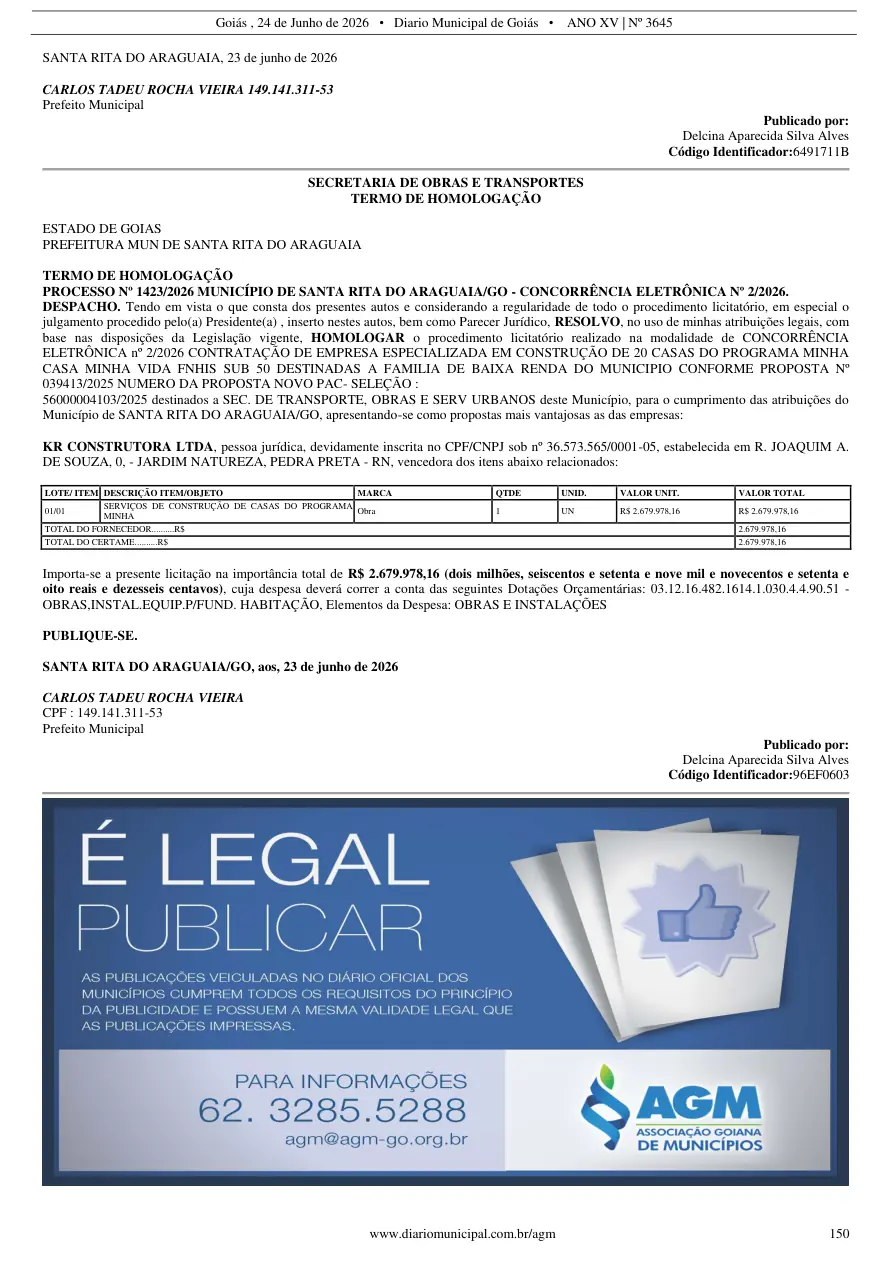 Goiás , 24 de Junho de 2026 • Diario Municipal de Goiás • ANO XV | Nº 3645
SANTA RITA DO ARAGUAIA, 23 de junho de 2026
CARLOS TADEU ROCHA VIEIRA 149.141.311-53
Prefeito Municipal
Publicado por:
Delcina Aparecida Silva Alves
Código Identificador:6491711B
SECRETARIA DE OBRAS E TRANSPORTES
TERMO DE HOMOLOGAÇÃO
ESTADO DE GOIAS
PREFEITURA MUN DE SANTA RITA DO ARAGUAIA
TERMO DE HOMOLOGAÇÃO
PROCESSO Nº 1423/2026 MUNICÍPIO DE SANTA RITA DO ARAGUAIA/GO - CONCORRÊNCIA ELETRÔNICA Nº 2/2026.
DESPACHO. Tendo em vista o que consta dos presentes autos e considerando a regularidade de todo o procedimento licitatório, em especial o
julgamento procedido pelo(a) Presidente(a) , inserto nestes autos, bem como Parecer Jurídico, RESOLVO, no uso de minhas atribuições legais, com
base nas disposições da Legislação vigente, HOMOLOGAR o procedimento licitatório realizado na modalidade de CONCORRÊNCIA
ELETRÔNICA nº 2/2026 CONTRATAÇÃO DE EMPRESA ESPECIALIZADA EM CONSTRUÇÃO DE 20 CASAS DO PROGRAMA MINHA
CASA MINHA VIDA FNHIS SUB 50 DESTINADAS A FAMILIA DE BAIXA RENDA DO MUNICIPIO CONFORME PROPOSTA Nº
039413/2025 NUMERO DA PROPOSTA NOVO PAC- SELEÇÃO :
56000004103/2025 destinados a SEC. DE TRANSPORTE, OBRAS E SERV URBANOS deste Município, para o cumprimento das atribuições do
Município de SANTA RITA DO ARAGUAIA/GO, apresentando-se como propostas mais vantajosas as das empresas:
KR CONSTRUTORA LTDA, pessoa jurídica, devidamente inscrita no CPF/CNPJ sob nº 36.573.565/0001-05, estabelecida em R. JOAQUIM A.
DE SOUZA, 0, - JARDIM NATUREZA, PEDRA PRETA - RN, vencedora dos itens abaixo relacionados:
LOTE/ ITEM DESCRIÇÃO ITEM/OBJETO MARCA QTDE UNID. VALOR UNIT. VALOR TOTAL
01/01 SERVIÇOS DE CONSTRUÇÃO DE CASAS DO PROGRAMA MINHA Obra 1 UN R$ 2.679.978,16 R$ 2.679.978,16
TOTAL DO FORNECEDOR..........R$ 2.679.978,16
TOTAL DO CERTAME..........R$ 2.679.978,16
Importa-se a presente licitação na importância total de R$ 2.679.978,16 (dois milhões, seiscentos e setenta e nove mil e novecentos e setenta e
oito reais e dezesseis centavos), cuja despesa deverá correr a conta das seguintes Dotações Orçamentárias: 03.12.16.482.1614.1.030.4.4.90.51 -
OBRAS,INSTAL.EQUIP.P/FUND. HABITAÇÃO, Elementos da Despesa: OBRAS E INSTALAÇÕES
PUBLIQUE-SE.
SANTA RITA DO ARAGUAIA/GO, aos, 23 de junho de 2026
CARLOS TADEU ROCHA VIEIRA
CPF : 149.141.311-53
Prefeito Municipal
Publicado por:
Delcina Aparecida Silva Alves
Código Identificador:96EF0603
É LEGAL
PUBLICAR
AS PUBLICAÇÕES VEICULADAS NO DIÁRIO OFICIAL DOS
MUNICÍPIOS CUMPREM TODOS OS REQUISITOS DO PRINCÍPIO
DA PUBLICIDADE E POSSUEM A MESMA VALIDADE LEGAL QUE
AS PUBLICAÇÕES IMPRESSAS.
PARA INFORMAÇÕES
62. 3285.5288
agm@agm-go.org.br
AGM
ASSOCIAÇÃO GOIANA
DE MUNICÍPIOS
www.diariomunicipal.com.br/agm 150